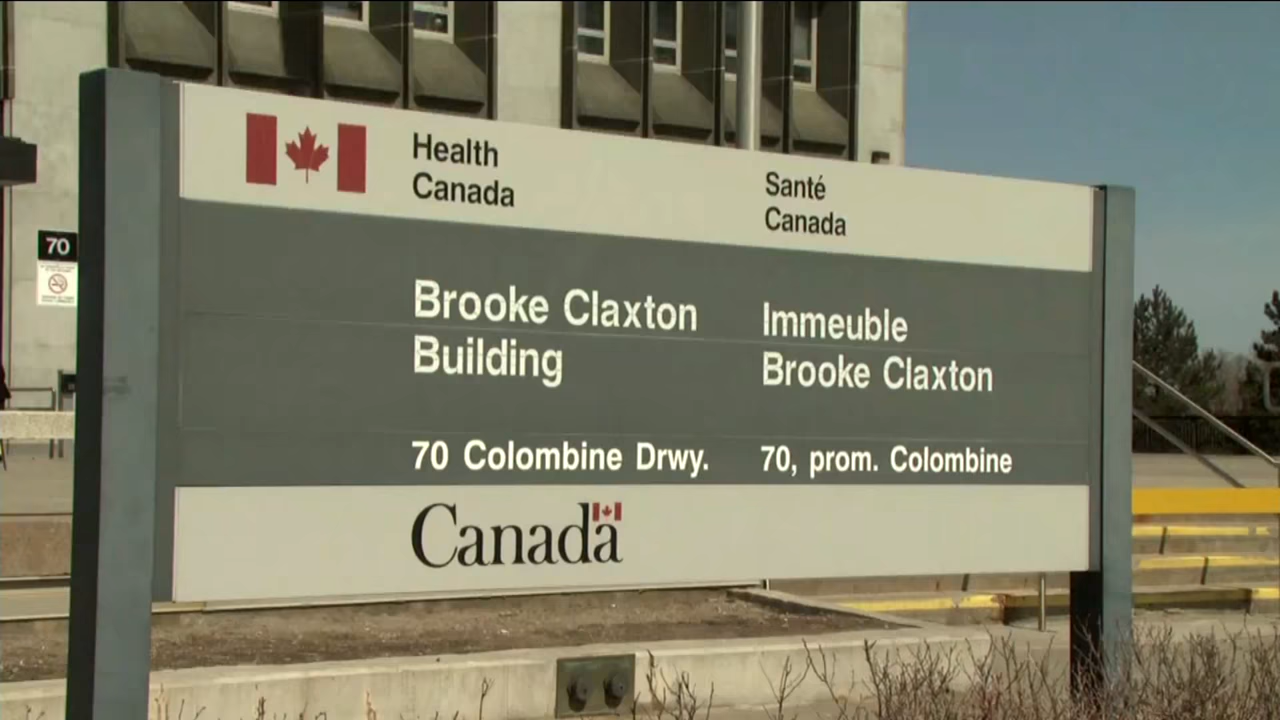 Health
Canada
Santé
Canada
Brooke Claxton
Building
Immeuble
Brooke Claxton
70 Colombine Drwy.
70, prom. Colombine
Canada
70